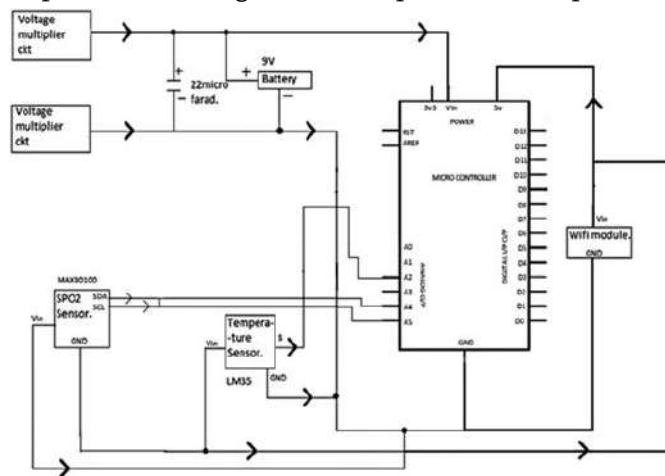 Voltage
multiplier
ckt
Voltage
multiplier
ckt
+
-
22micro
farad.
9V
+
Battery
-
3v3
Vin
5v
POWER
RST
AREF
MICRO CONTROLLER
A0
A1
A2
A3
A4
A5
D13
D12
D11
D10
D9
D8
D7
D6
D5
D4
D3
D2
D1
D0
GND
Vin
Wifi module.
GND
MAX30100
SPO2
Sensor.
SDA
SCL
Vin
GND
Tempera-
-ture
Sensor.
S
Vin
GND
LM35